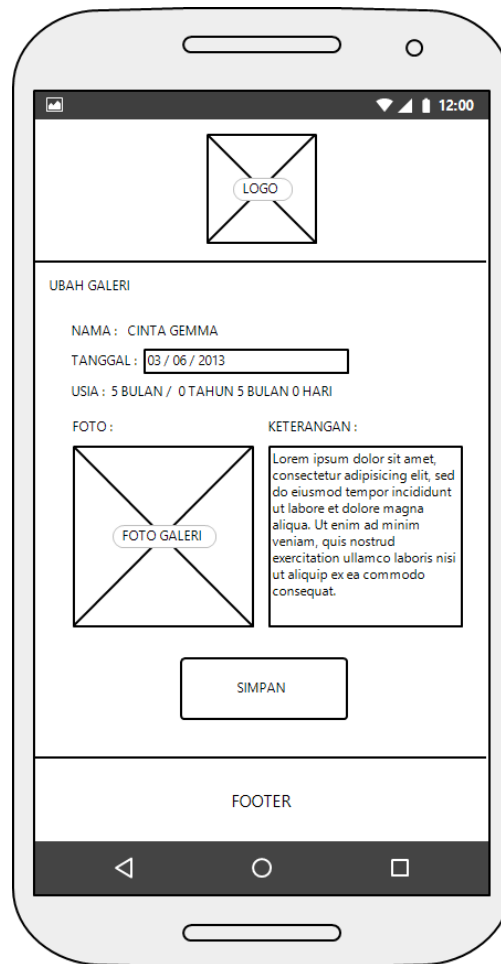 12:00
LOGO
UBAH GALERI
NAMA : CINTA GEMMA
TANGGAL : 03 / 06 / 2013
USIA : 5 BULAN / 0 TAHUN 5 BULAN 0 HARI
FOTO :
FOTO GALERI
KETERANGAN :
Lorem ipsum dolor sit amet,
consectetur adipisicing elit, sed
do eiusmod tempor incididunt
ut labore et dolore magna
aliqua. Ut enim ad minim
veniam, quis nostrud
exercitation ullamco laboris nisi
ut aliquip ex ea commodo
consequat.
SIMPAN
FOOTER